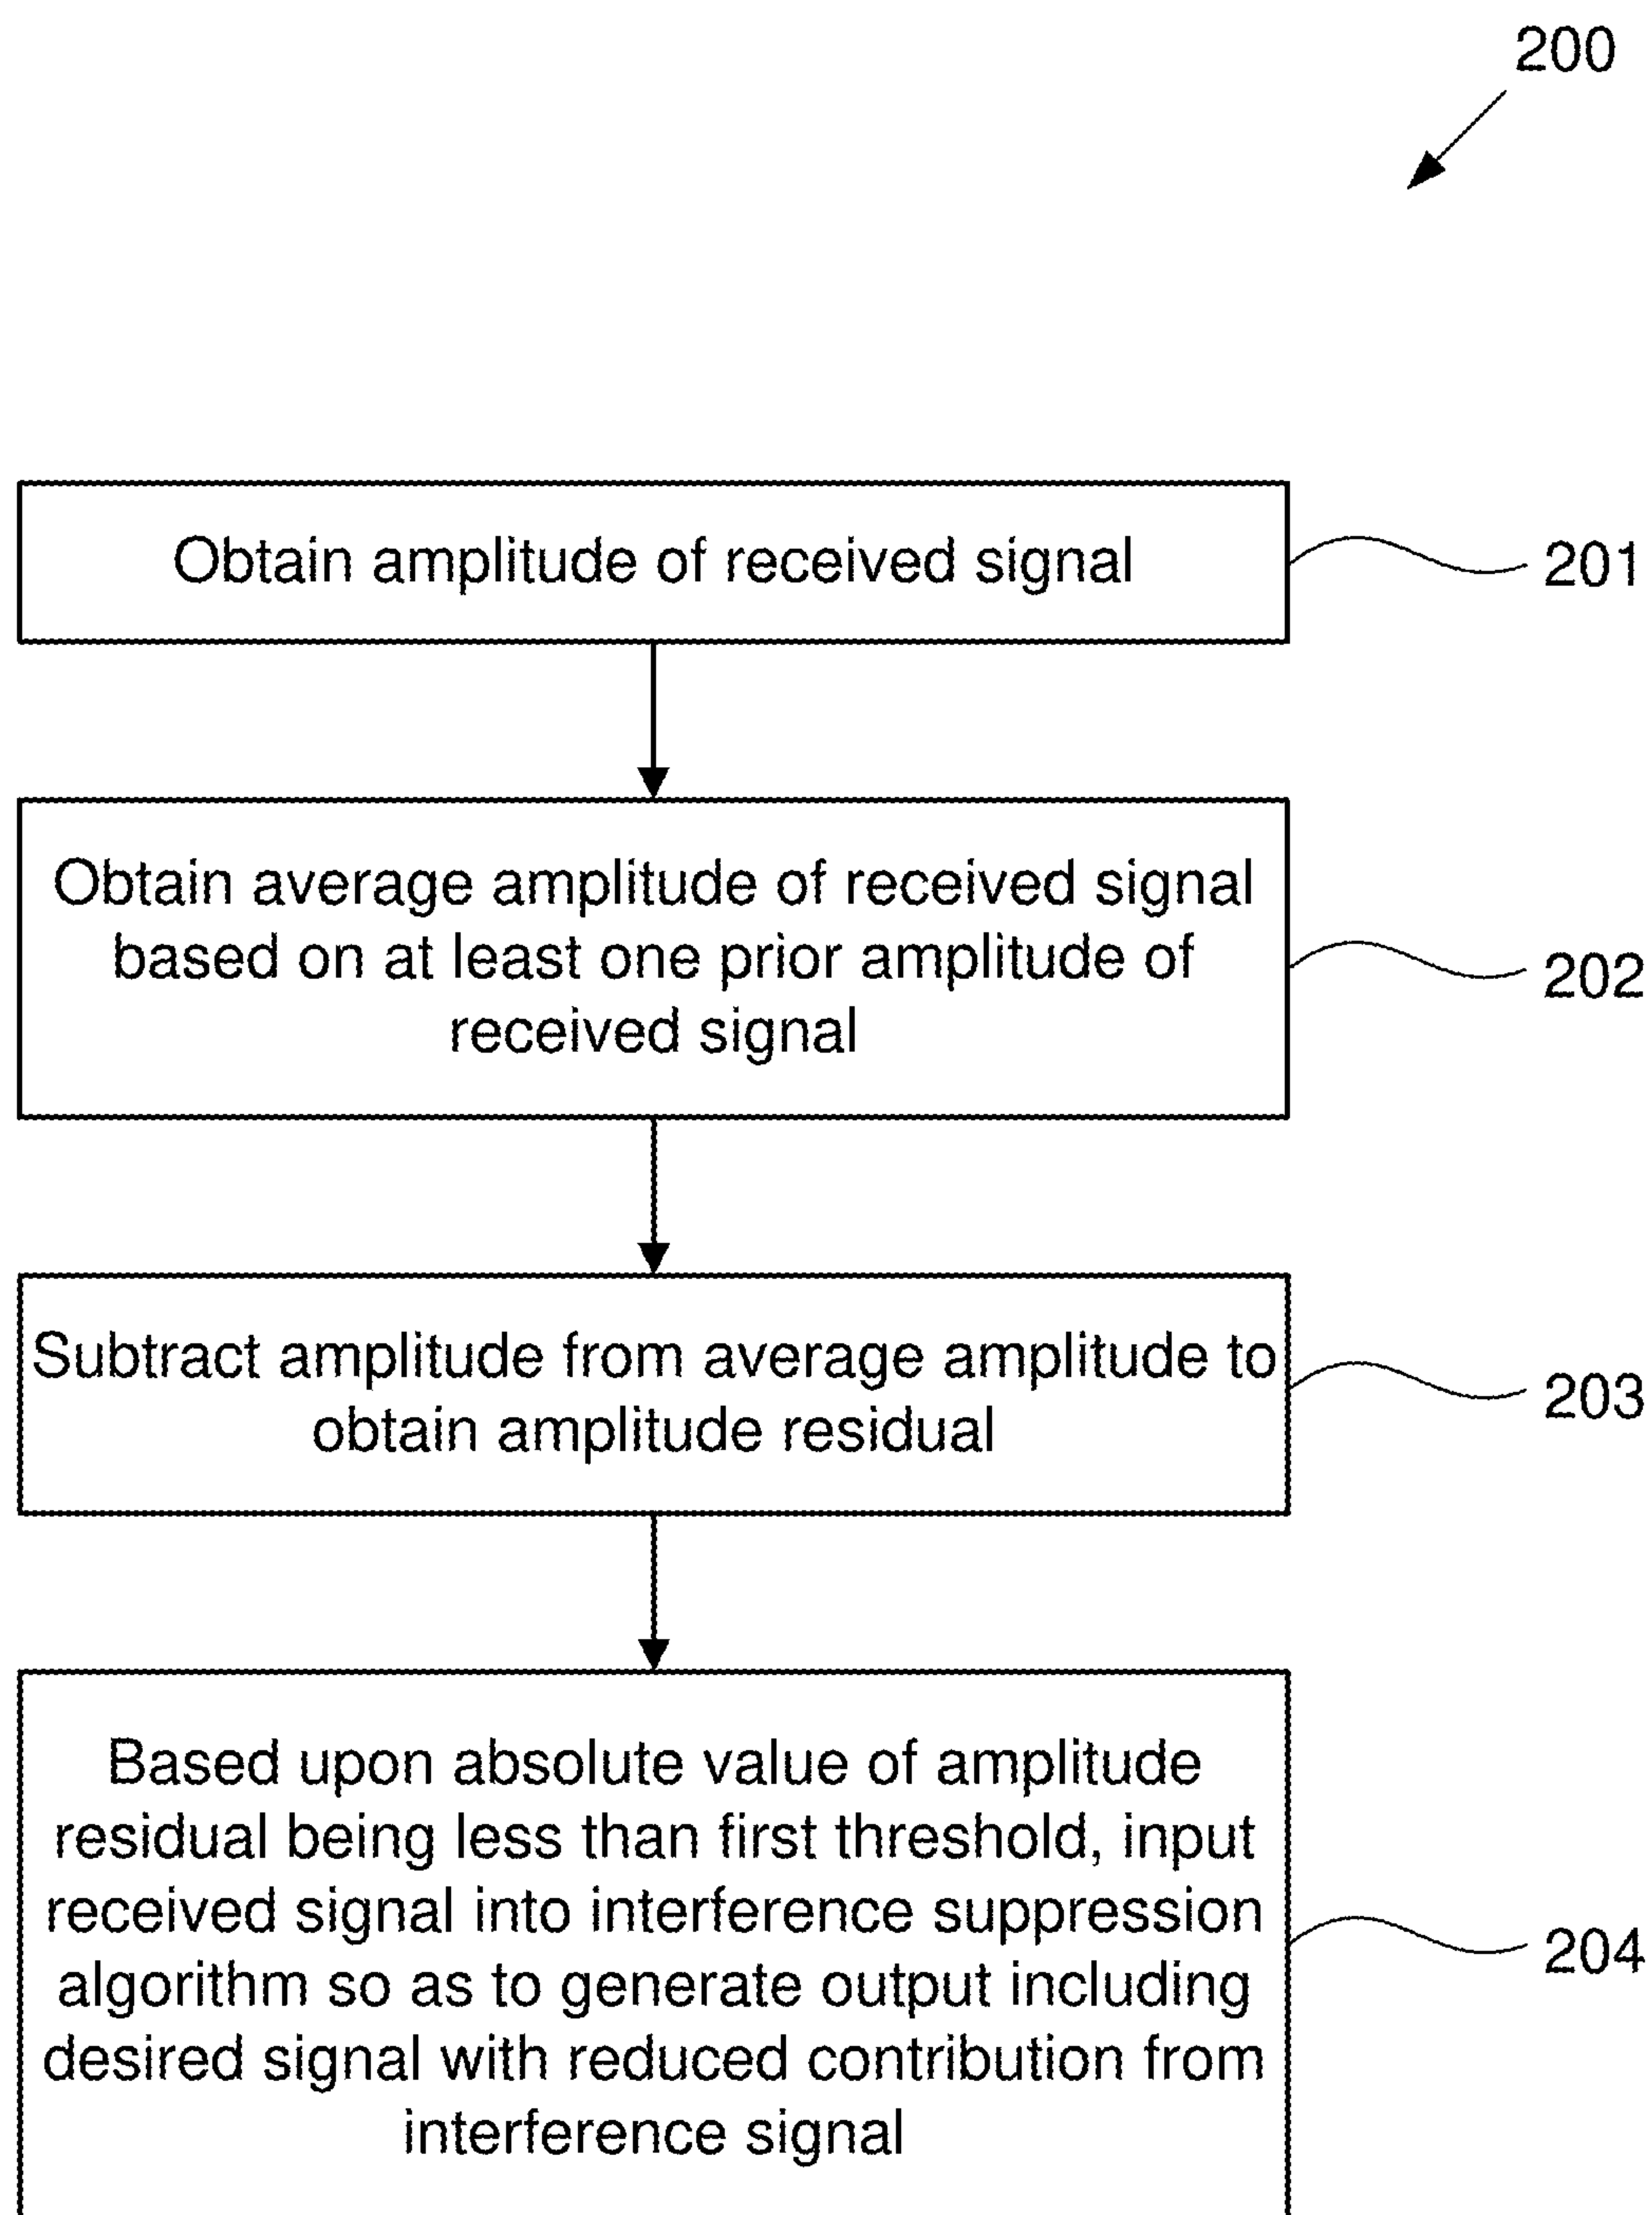 200
Obtain amplitude of received signal
201
Obtain average amplitude of received signal
based on at least one prior amplitude of
received signal
202
Subtract amplitude from average amplitude to
obtain amplitude residual
203
Based upon absolute value of amplitude
residual being less than first threshold, input
received signal into interference suppression
algorithm so as to generate output including
desired signal with reduced contribution from
interference signal
204